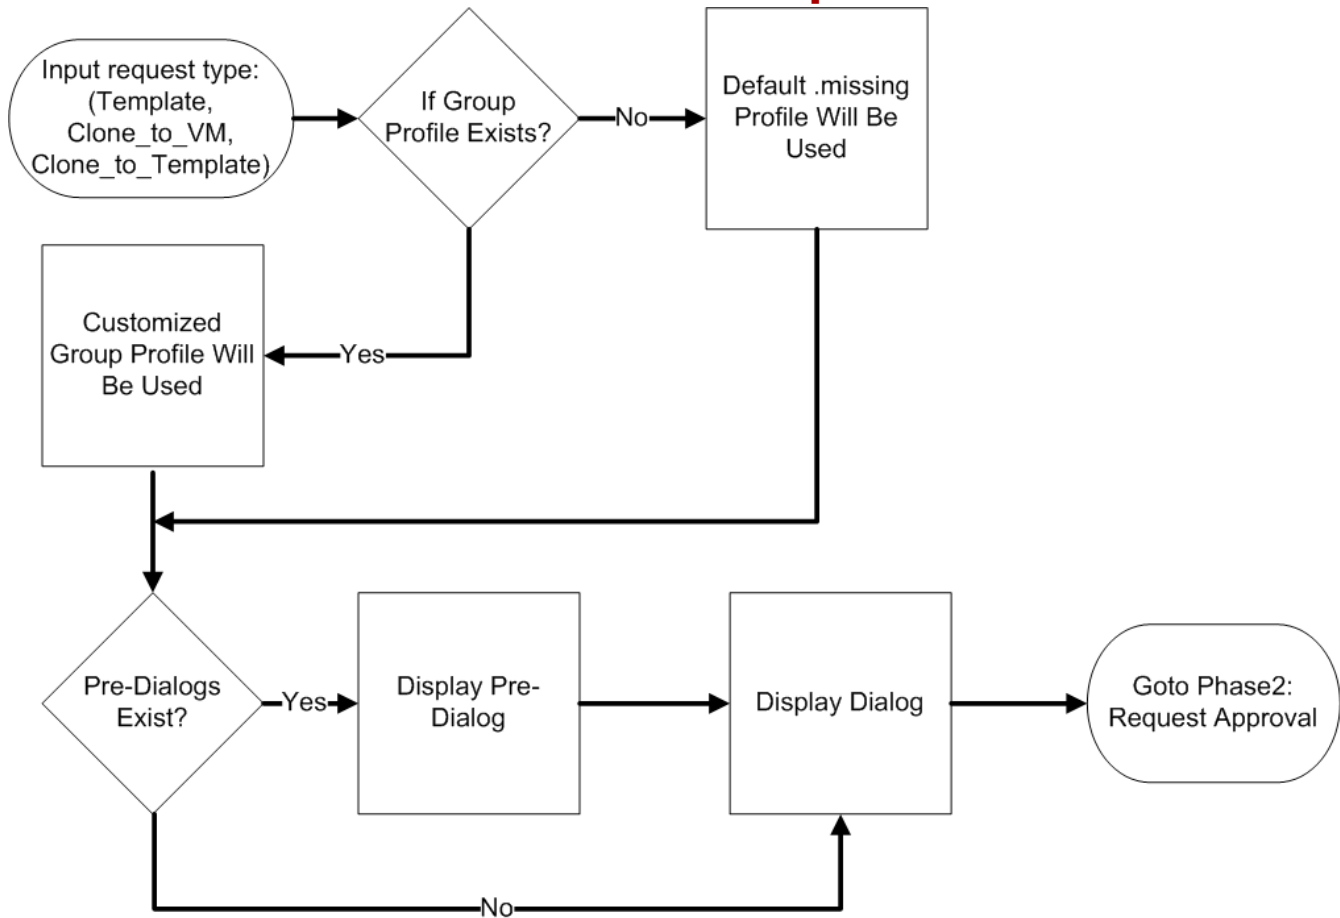 Input request type:
(Template,
Clone_to_VM,
Clone_to_Template)
If Group
Profile Exists?
No
Default .missing
Profile Will Be
Used
Customized
Group Profile Will
Be Used
Yes
Pre-Dialogs
Exist?
Yes
Display Pre-
Dialog
Display Dialog
Goto Phase2:
Request Approval
No